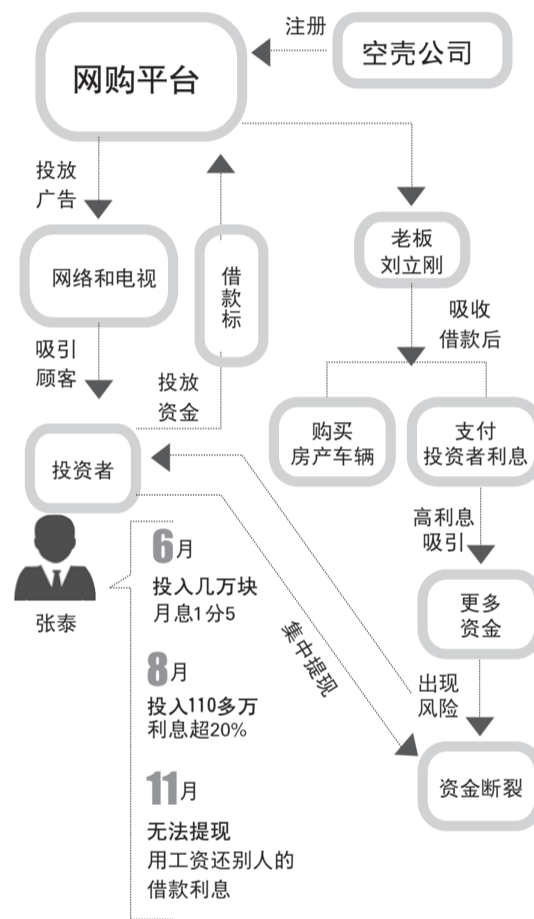 注册
空壳公司
网购平台
投放
广告
网络和电视
借
款
标
老板
刘立刚
吸收
借款后
吸引
顾客
投放
资金
购买
房产车辆
支付
投资者利息
投资者
高利息
吸引
张泰
6月
投入几万块
月息1分5
8月
投入110多万
利息超20%
11月
无法提现
用工资还别人的
借款利息
集中提现
更多
资金
出现
风险
资金断裂